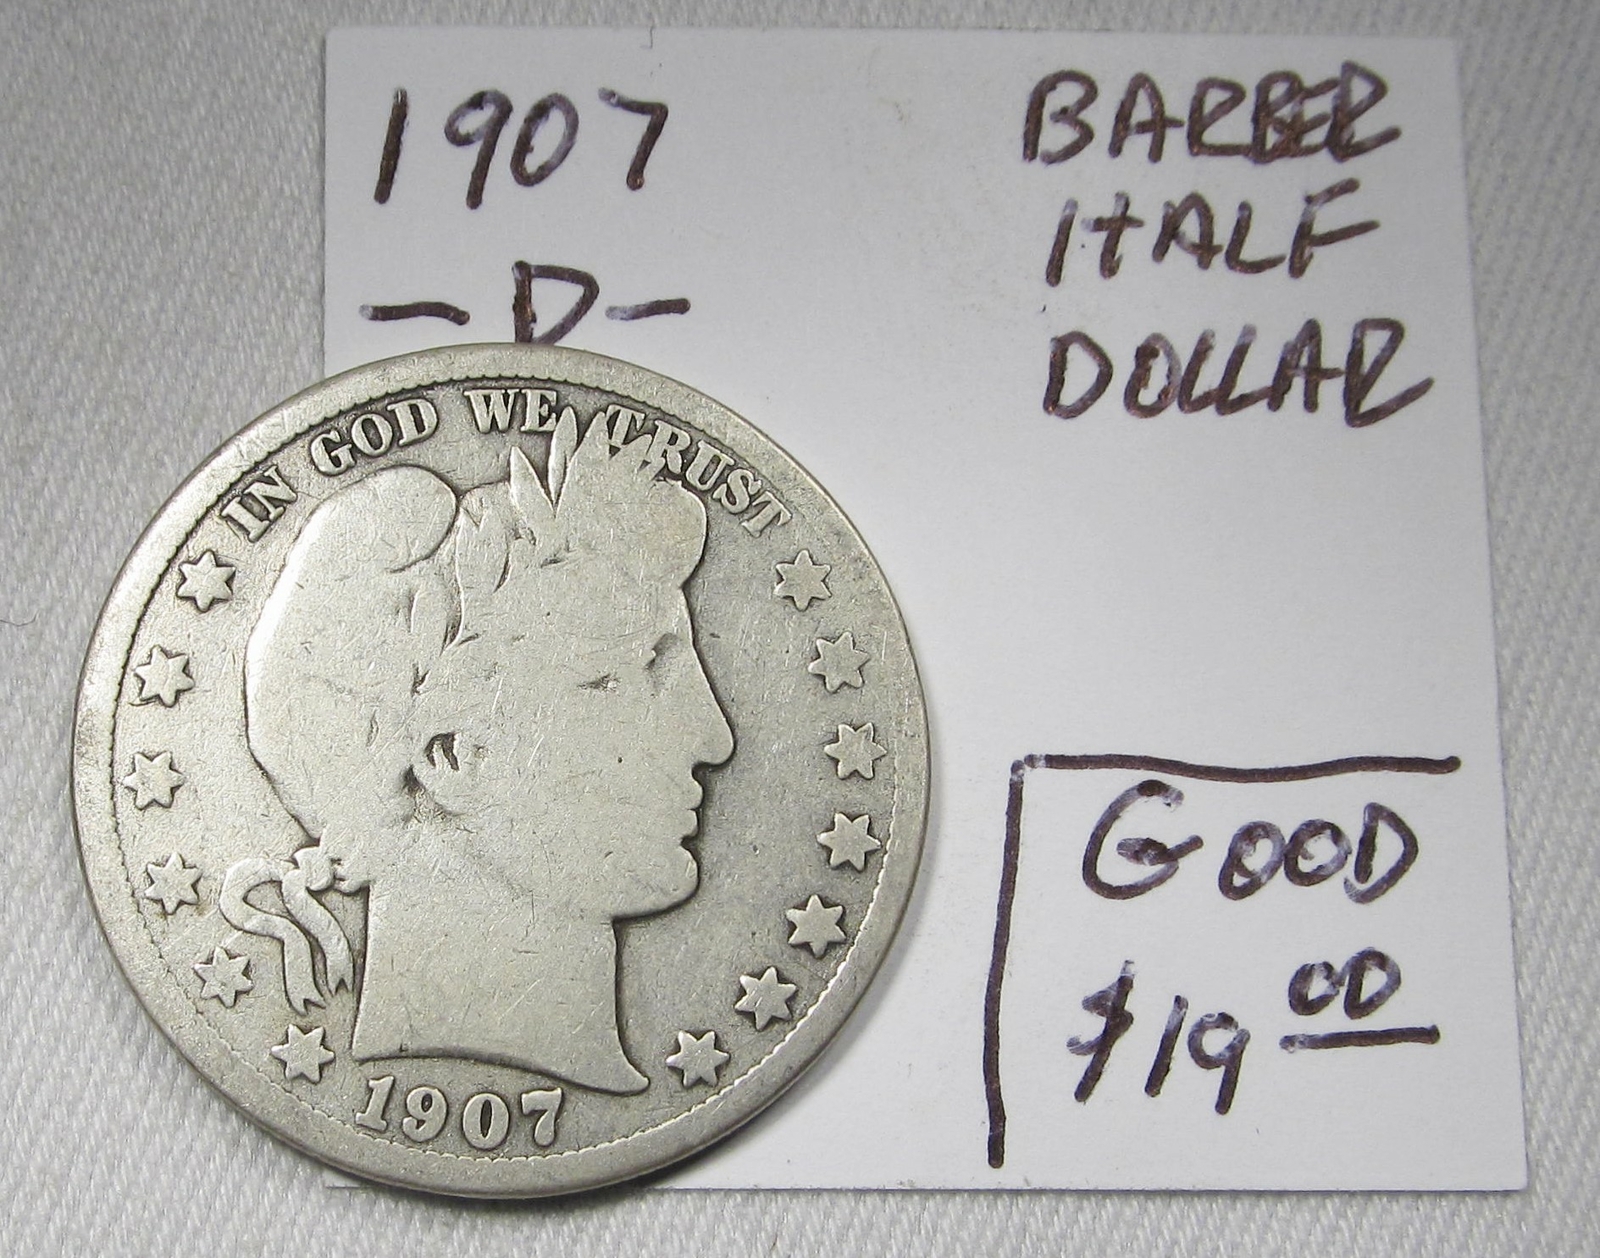 1907
-D-
BARBER
HALF
DOLLAR
IN GOD WE TRUST
1907
GOOD
$19 00